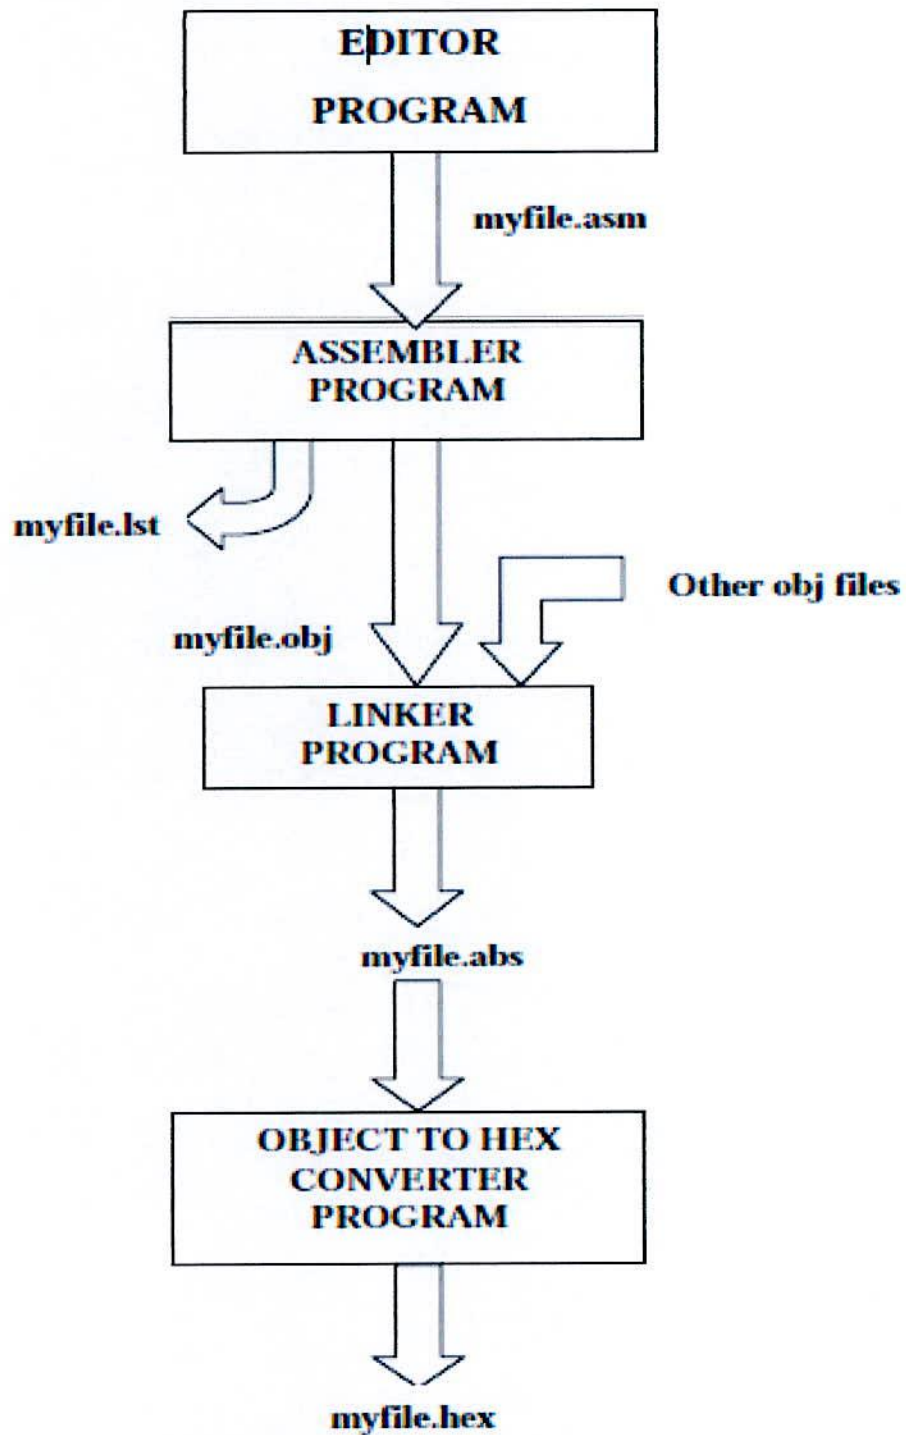 EDITOR
PROGRAM
myfile.asm
ASSEMBLER
PROGRAM
myfile.lst
Other obj files
myfile.obj
LINKER
PROGRAM
myfile.abs
OBJECT TO HEX
CONVERTER
PROGRAM
myfile.hex